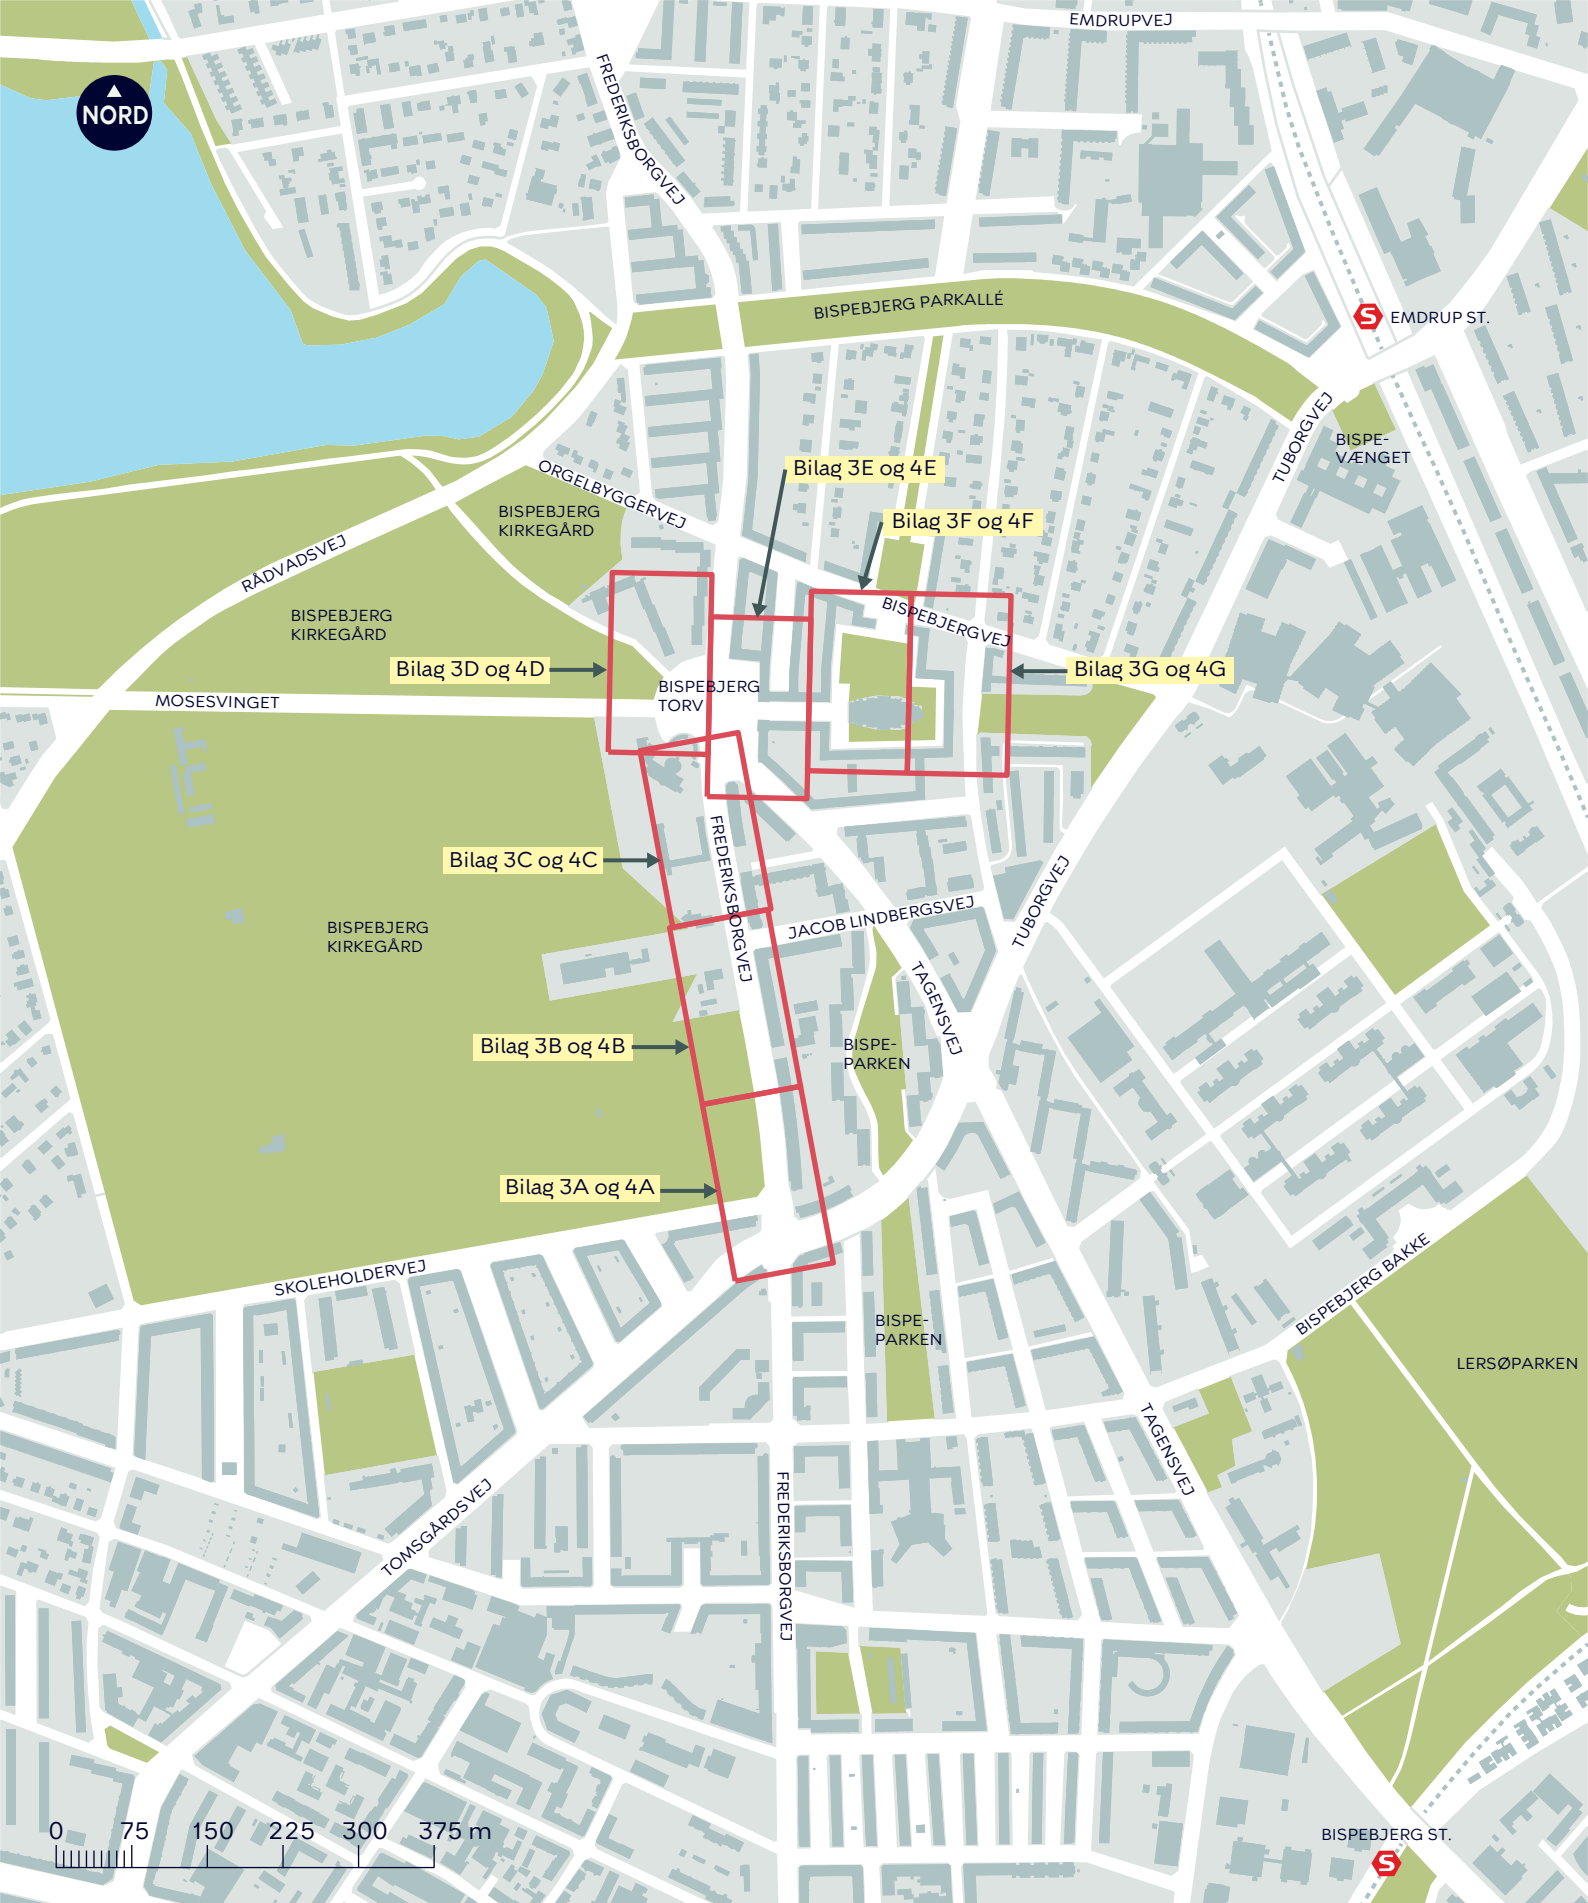 EMDRUPVEJ
NORD
FREDERIKSBORGVEJ
BISPEBJERG PARKALLÉ
S
EMDRUP ST.
TUBORGVEJ
BISPE-
VÆNGET
ORGELBYGGERVEJ
Bilag 3E og 4E
BISPEBJERG
KIRKEGÅRD
Bilag 3F og 4F
RÅDVADSVEJ
BISPEBJERG
KIRKEGÅRD
BISPEBJERGVEJ
Bilag 3D og 4D
Bilag 3G og 4G
MOSESVINGET
BISPEBJERG
TORV
FREDERIKSBORGVEJ
Bilag 3C og 4C
TUBORGVEJ
JACOB LINDBERGSVEJ
BISPEBJERG
KIRKEGÅRD
TAGENSVEJ
Bilag 3B og 4B
BISPE-
PARKEN
Bilag 3A og 4A
SKOLEHOLDERVEJ
BISPEBJERG BAKKE
BISPE-
PARKEN
LERSØPARKEN
TAGENSVEJ
TOMSGÅRDSVEJ
FREDERIKSBORGVEJ
0 75 150 225 300 375 m
BISPEBJERG ST.
S